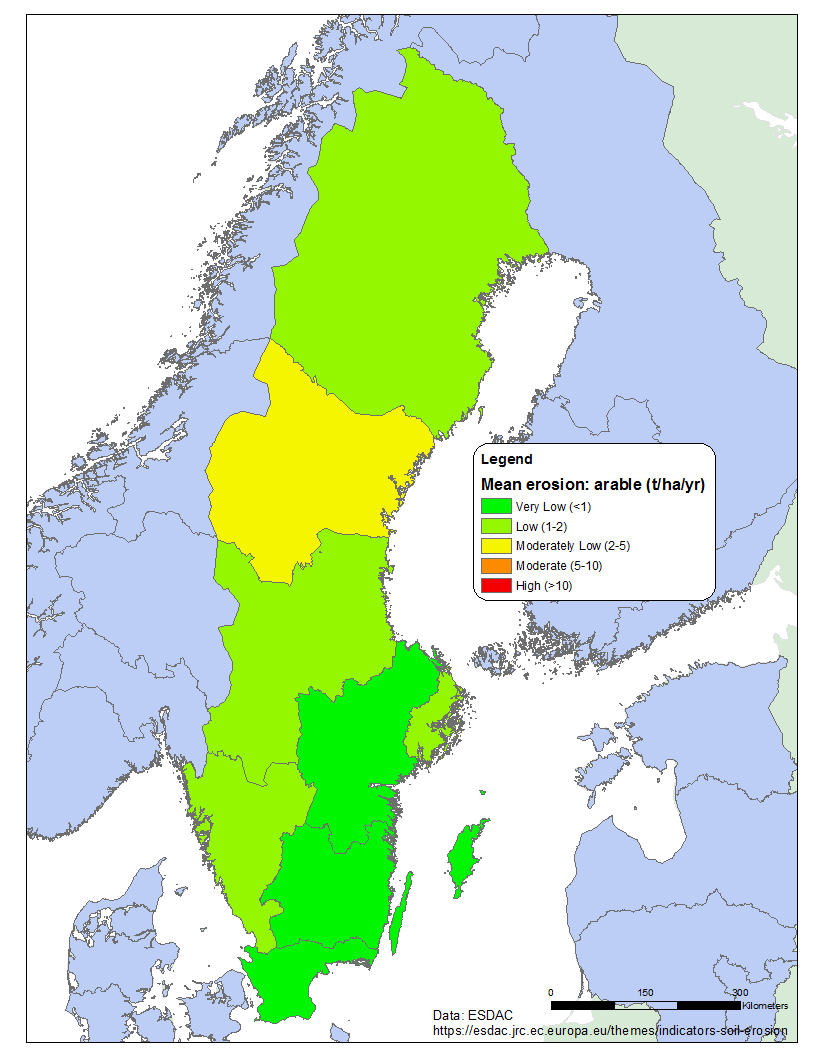 Legend
Mean erosion: arable (t/ha/yr)
Very Low (<1)
Low (1-2)
Moderately Low (2-5)
Moderate (5-10)
High (>10)
0 150 300
Kilometers
Data: ESDAC
https://esdac.jrc.ec.europa.eu/themes/indicators-soil-erosion